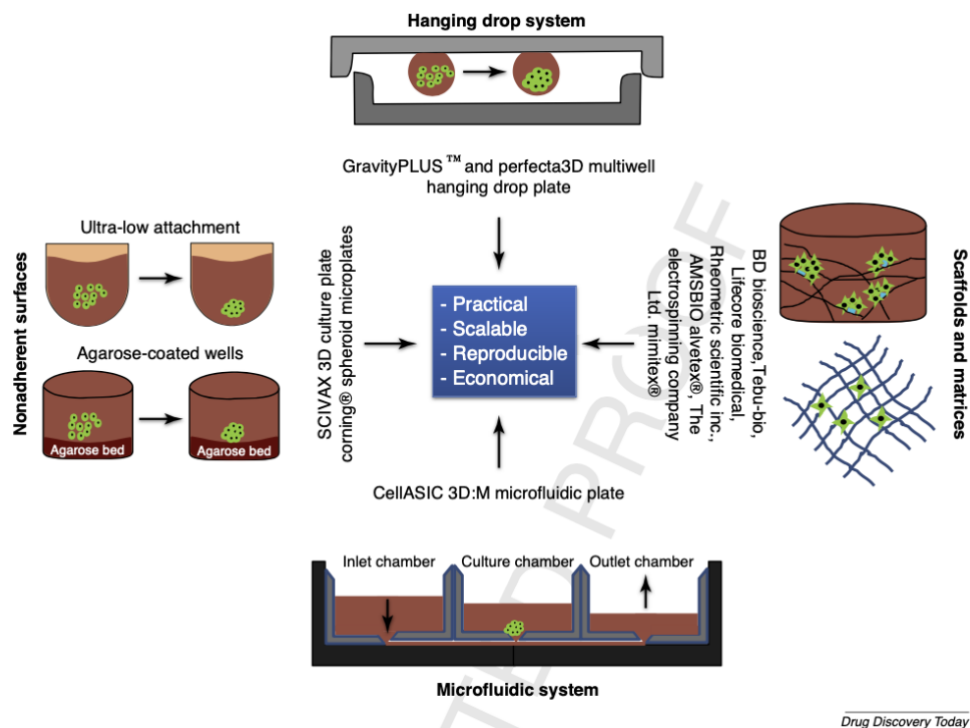 Hanging drop system
GravityPLUS™ and perfecta3D multiwell
hanging drop plate
Nonadherent surfaces
Ultra-low attachment
Agarose-coated wells
Agarose bed
Agarose bed
SCIVAX 3D culture plate
corning® spheroid microplates
- Practical
- Scalable
- Reproducible
- Economical
BD bioscience, Tebu-bio,
Lifecore biomedical,
Rheometric scientific inc.,
AMSBIO alvetex®, The
electrospinning company
Ltd. mimitex®
Scaffolds and matrices
CellASIC 3D:M microfluidic plate
Inlet chamber
Culture chamber
Outlet chamber
Microfluidic system
TED PROOF
Drug Discovery Today